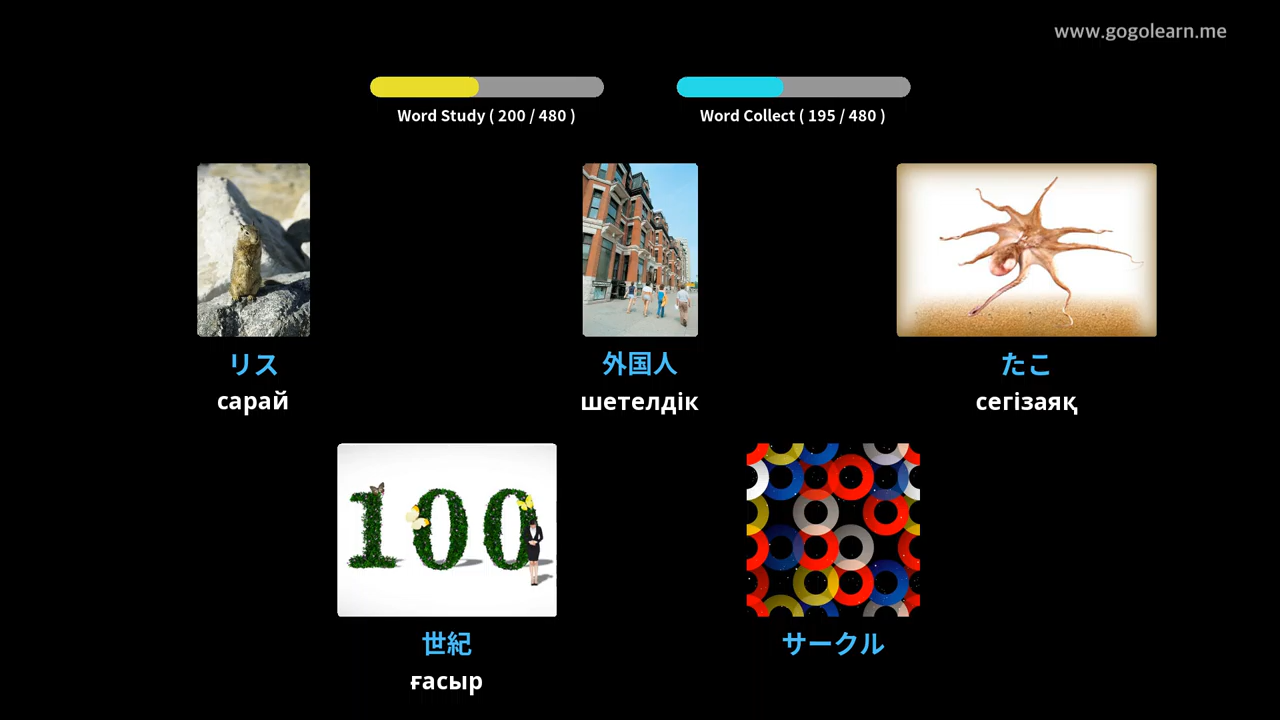 www.gogolearn.me
Word Study ( 200 / 480 )
Word Collect ( 195 / 480 )
リス
外国人
たこ
сарай
шетелдік
сегізаяқ
世紀
サークル
ғасыр